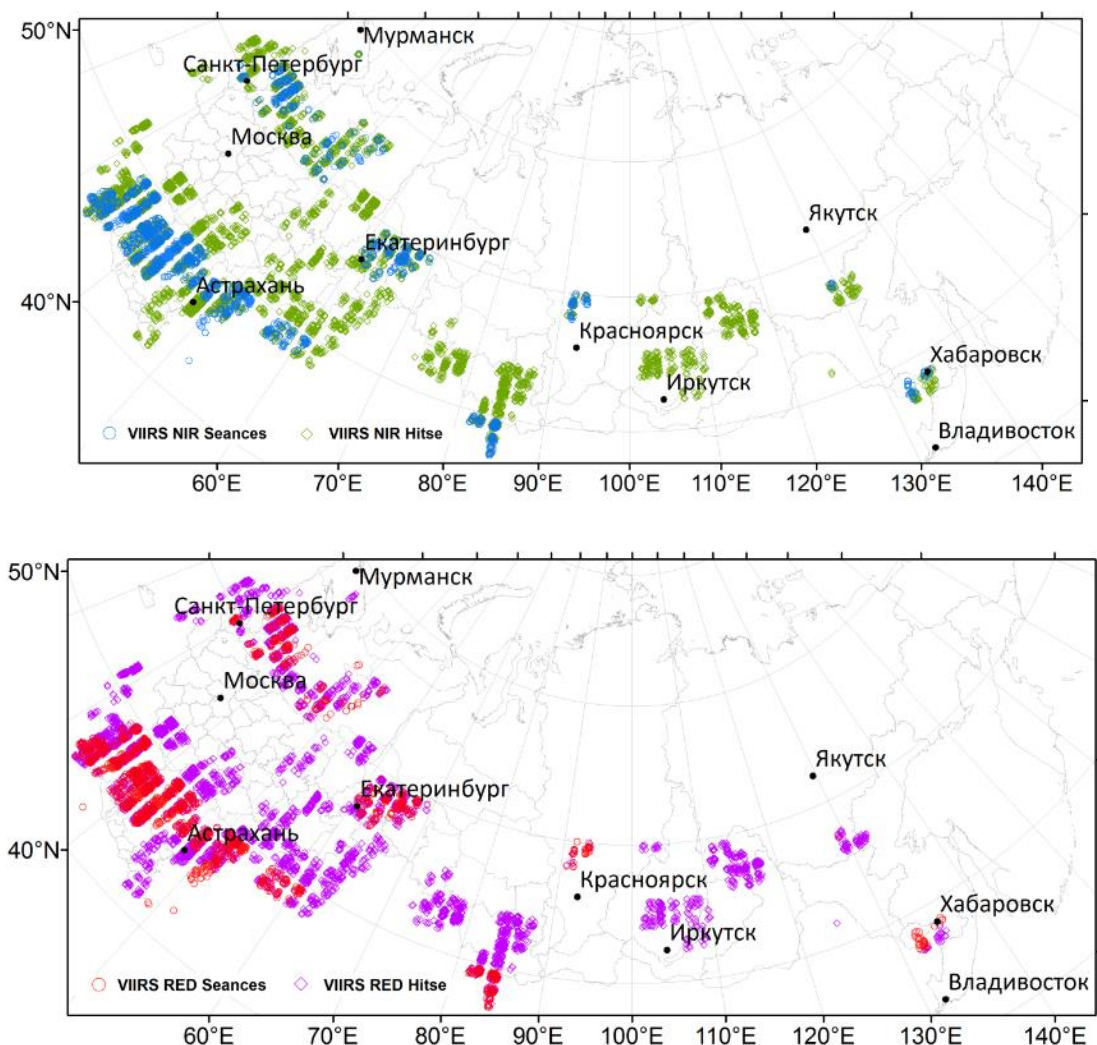 50°N
Мурманск
Санкт-Петербург
Москва
Якутск
Екатеринбург
40°N
Астрахань
Красноярск
Хабаровск
Иркутск
VIIRS NIR Seances VIIRS NIR Hitse
Владивосток
60°E 70°E 80°E 90°E 100°E 110°E 120°E 130°E 140°E
50°N
Мурманск
Санкт-Петербург
Москва
Якутск
Екатеринбург
40°N
Астрахань
Красноярск
Хабаровск
Иркутск
VIIRS RED Seances VIIRS RED Hitse
Владивосток
60°E 70°E 80°E 90°E 100°E 110°E 120°E 130°E 140°E